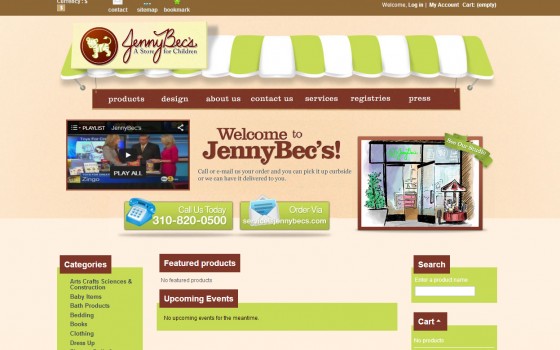 Currency : $
$
contact
sitemap
bookmark
Welcome, Log in | My Account Cart: (empty)
JennyBec's
A Store for Children
products
design
about us
contact us
services
registries
press
PLAYLIST JennyBec's
PLAY ALL
Zingo
Welcome to
JennyBec's!
Call or e-mail us your order and you can pick it up curbside
or we can have it delivered to you.
See Our Studio!
Call Us Today
310-820-0500
Order Via
service@jennybecs.com
Categories
Arts Crafts Sciences &
Construction
Baby Items
Bath Products
Bedding
Books
Clothing
Dress Up
Featured products
No featured products
Upcoming Events
No upcoming events for the meantime.
Search
Enter a product name
Cart
No products